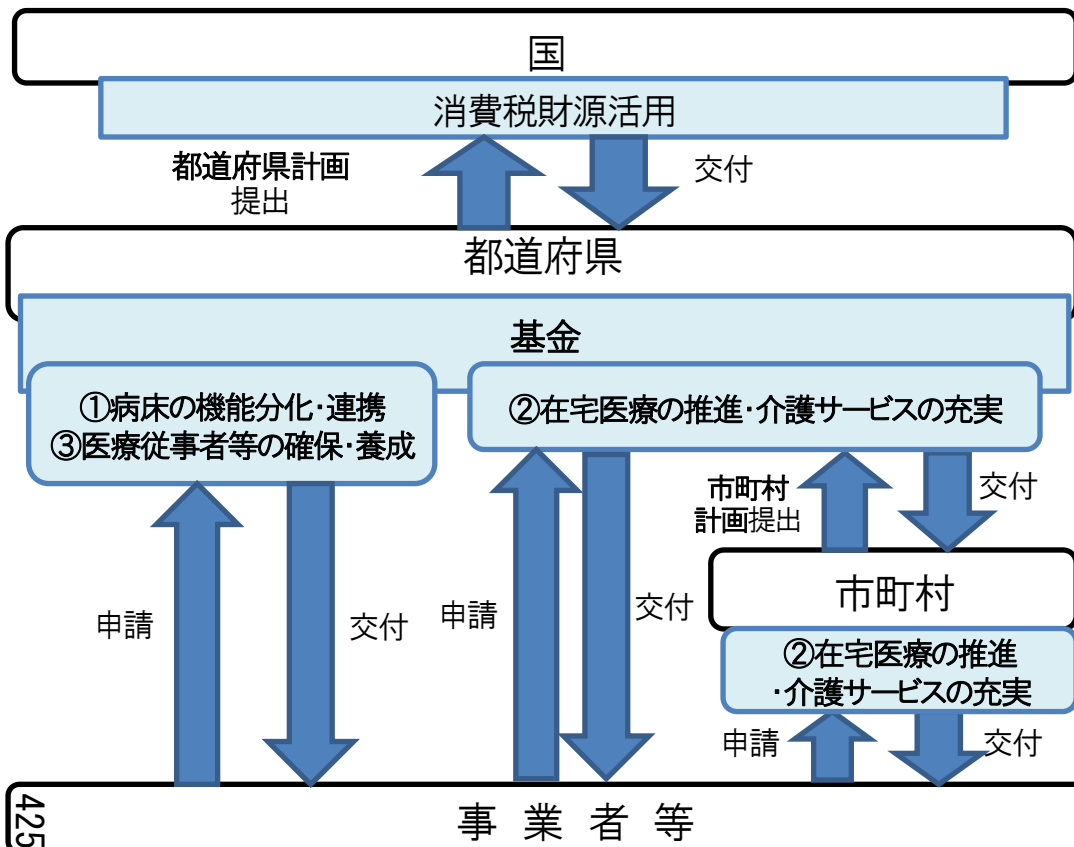 国
消費税財源活用
都道府県計画
提出
交付
都道府県
基金
①病床の機能分化・連携
③医療従事者等の確保・養成
②在宅医療の推進・介護サービスの充実
市町村
計画提出
交付
市町村
②在宅医療の推進
・介護サービスの充実
申請
交付
申請
交付
申請
交付
事業者等
425